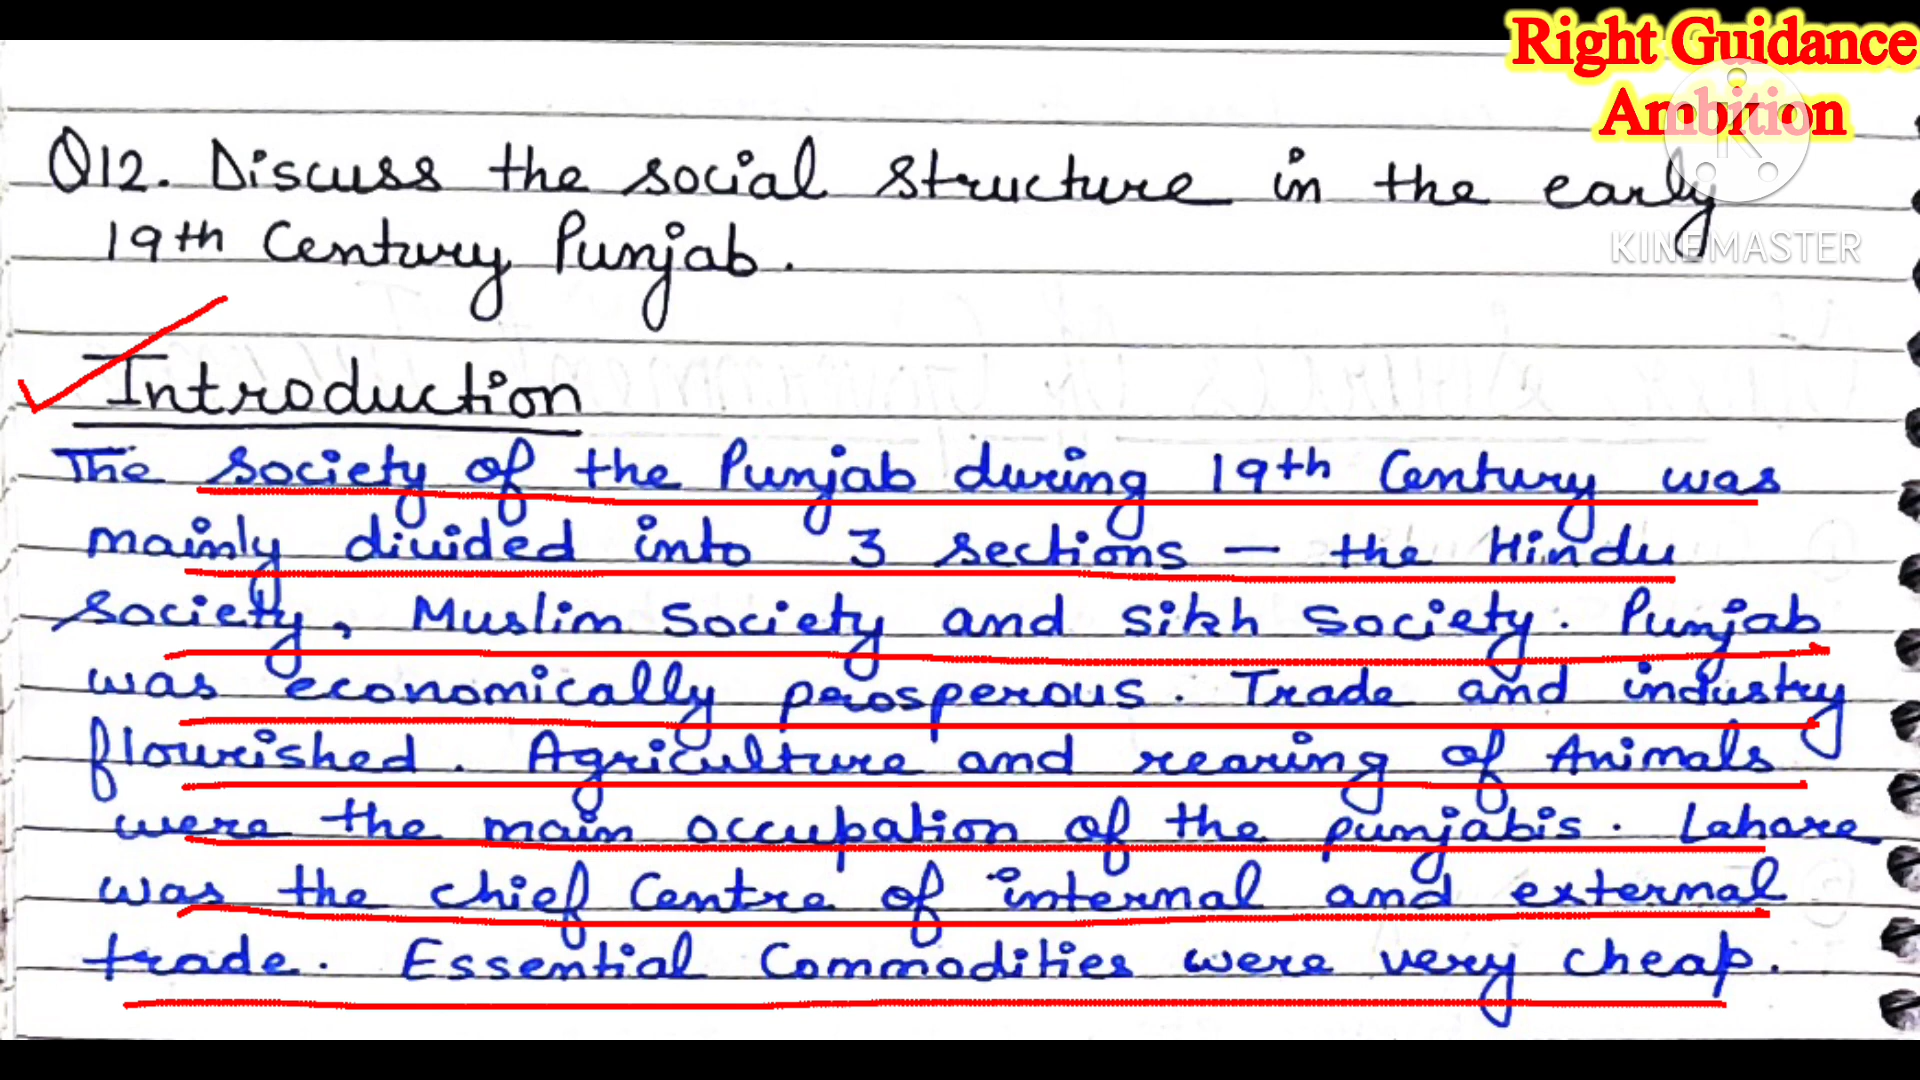 Right Guidance
Ambition
KINEMASTER
Q12. Discuss the social structure in the early
19th Century Punjab.
Introduction
The society of the Punjab during 19th Century was
mainly divided into 3 sections – the Hindu
society, Muslim society and Sikh society. Punjab
was economically prosperous. Trade and industry
flourished. Agriculture and rearing of Animals
were the main occupation of the punjabis. Lahore
was the chief Centre of internal and external
trade. Essential Commodities were very cheap.